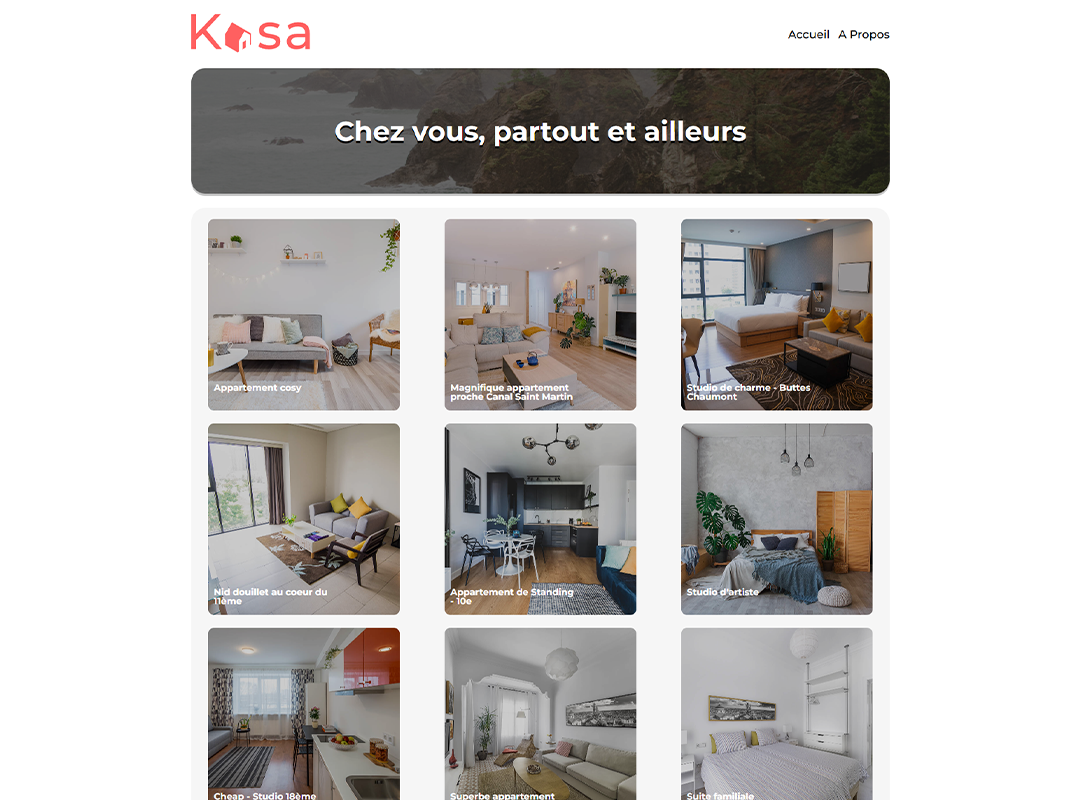 Kasa
Accueil A Propos
Chez vous, partout et ailleurs
Appartement cosy
Magnifique appartement
proche Canal Saint Martin
Studio de charme - Buttes
Chaumont
Nid douillet au coeur du
11ème
Appartement de Standing
- 10e
Studio d'artiste
Cheap - Studio 18ème
Superbe appartement
Suite familiale